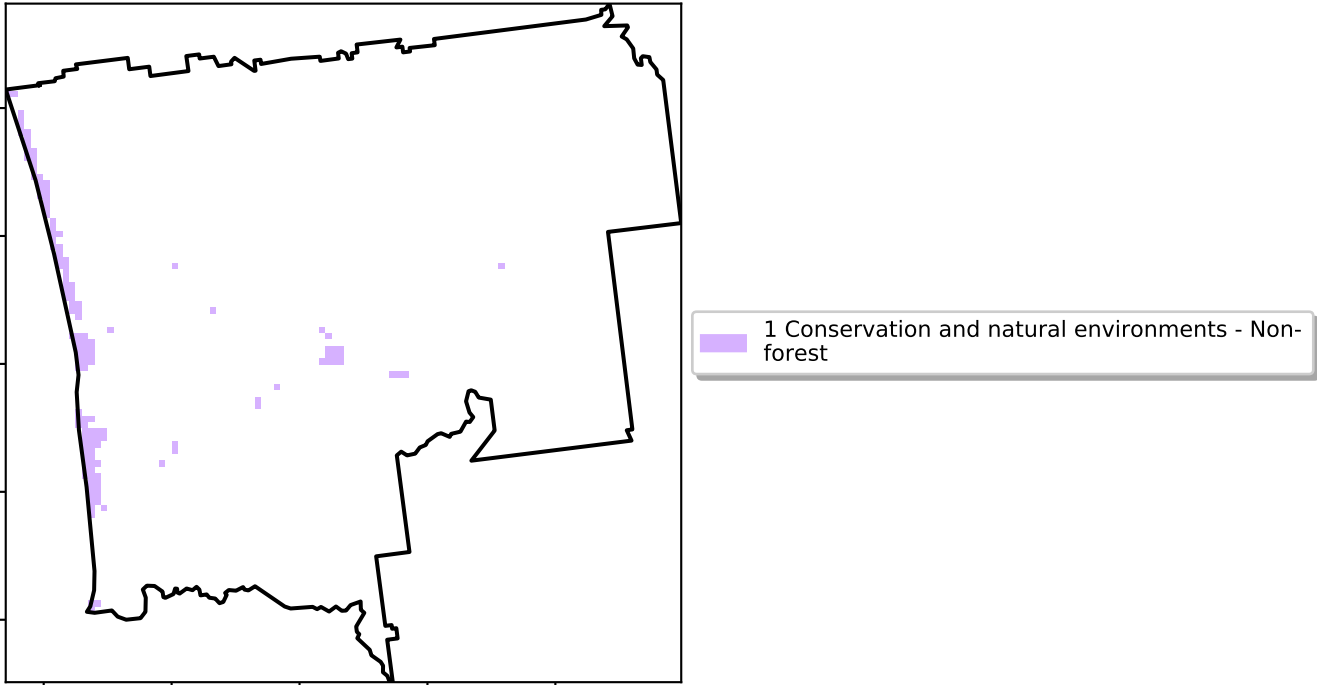 1 Conservation and natural environments - Non-
forest